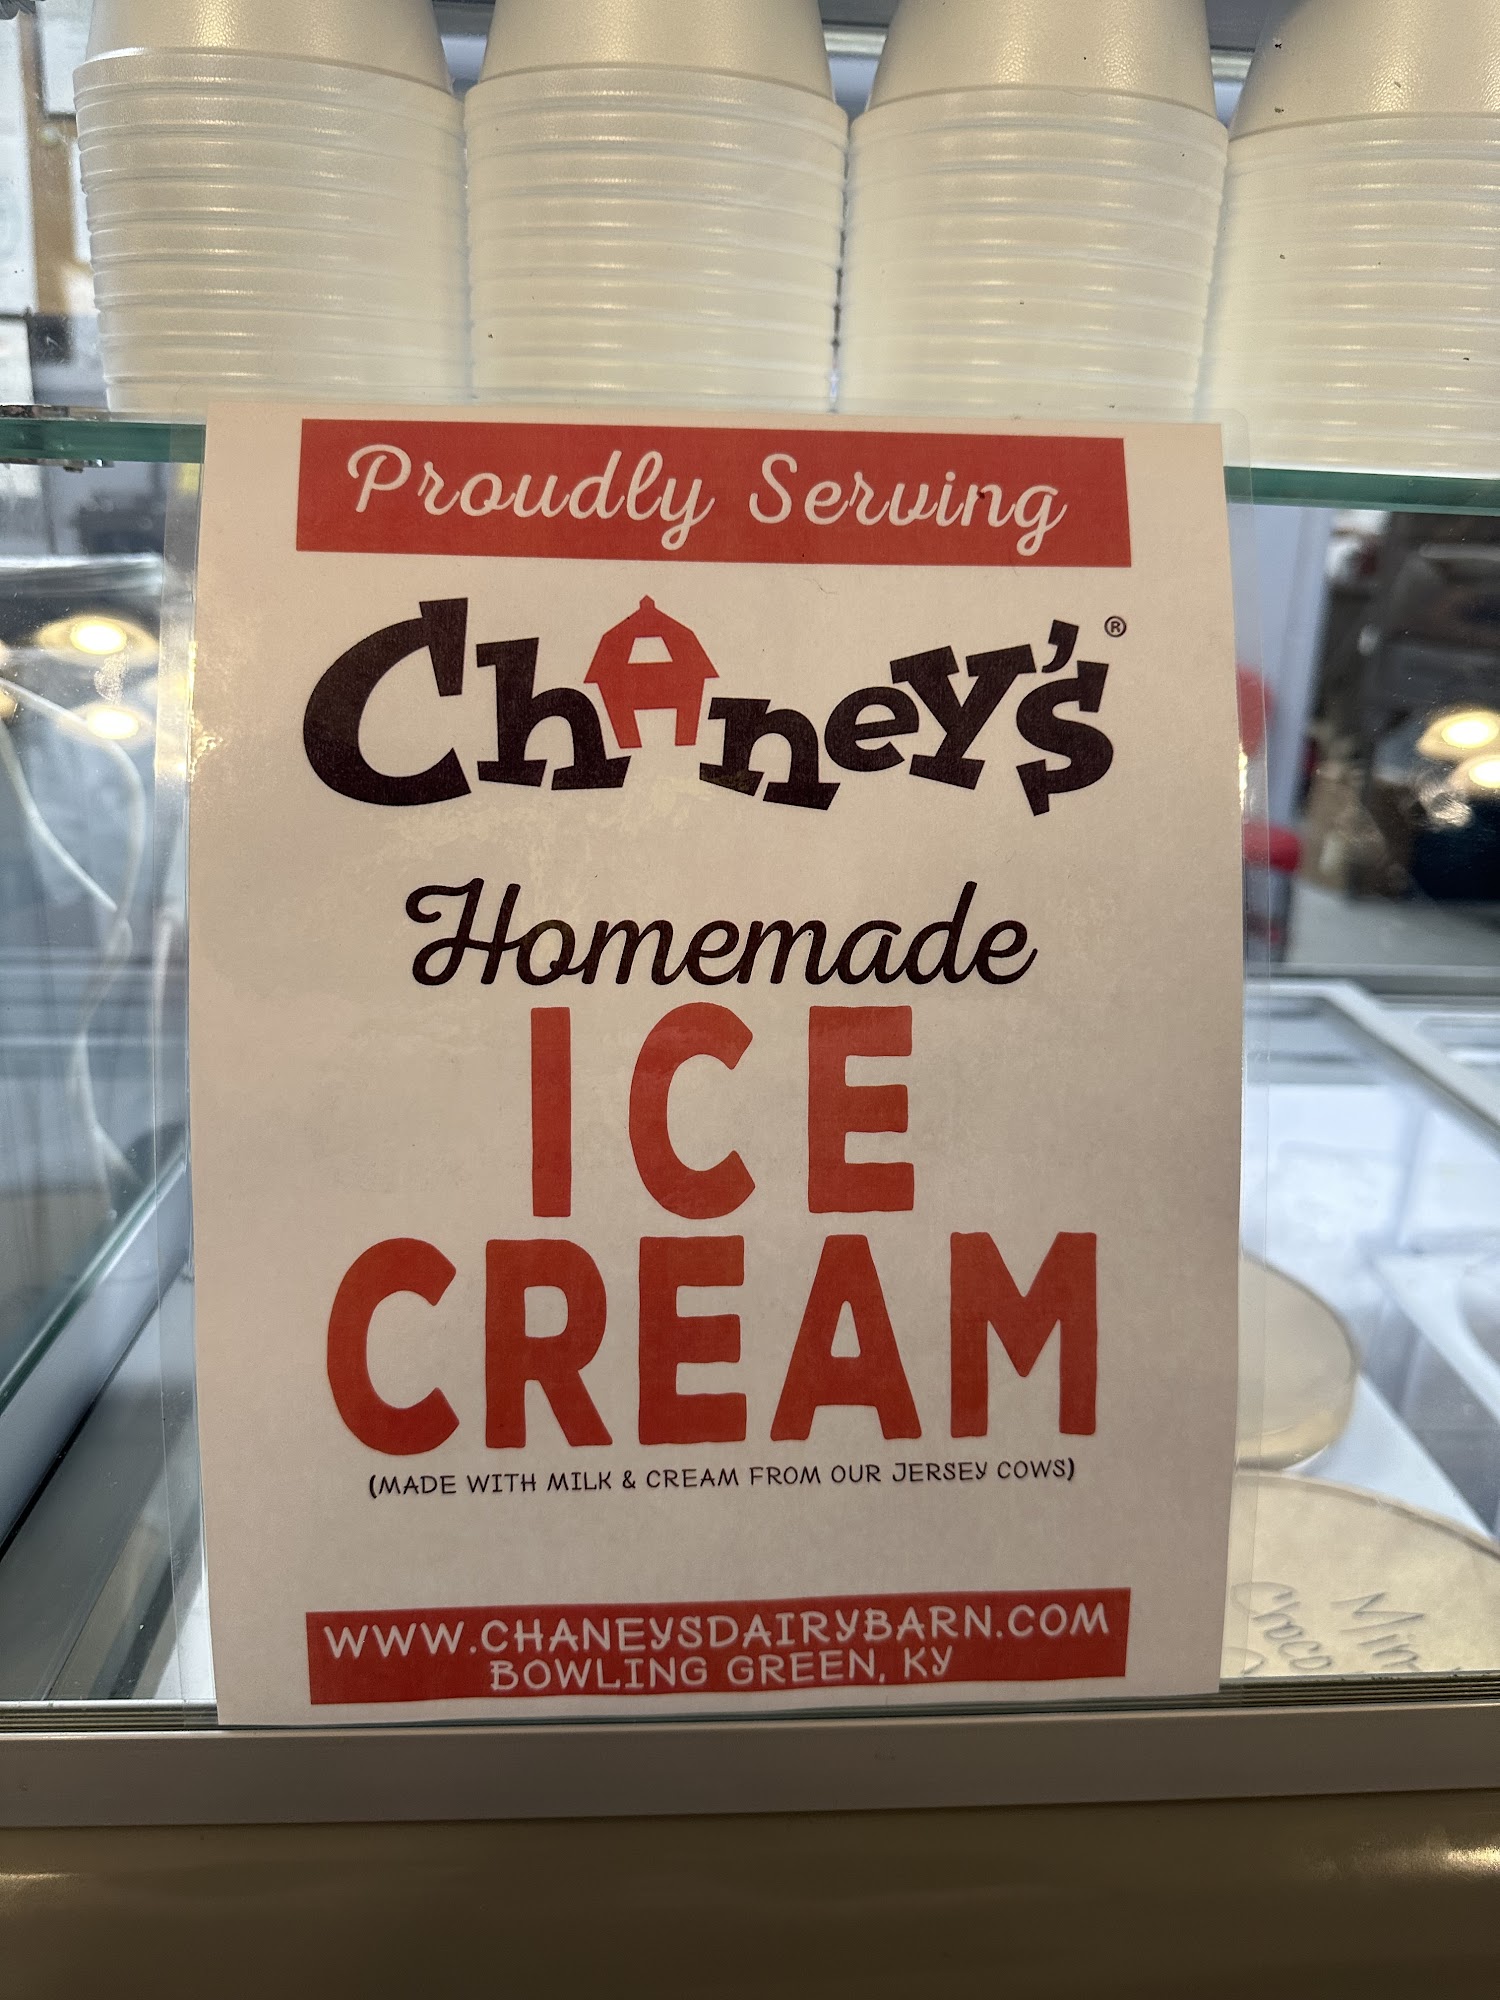 Proudly Serving
Chaney's®
Homemade
ICE
CREAM
(MADE WITH MILK & CREAM FROM OUR JERSEY COWS)
WWW.CHANEYSDAIRYBARN.COM
BOWLING GREEN, KY